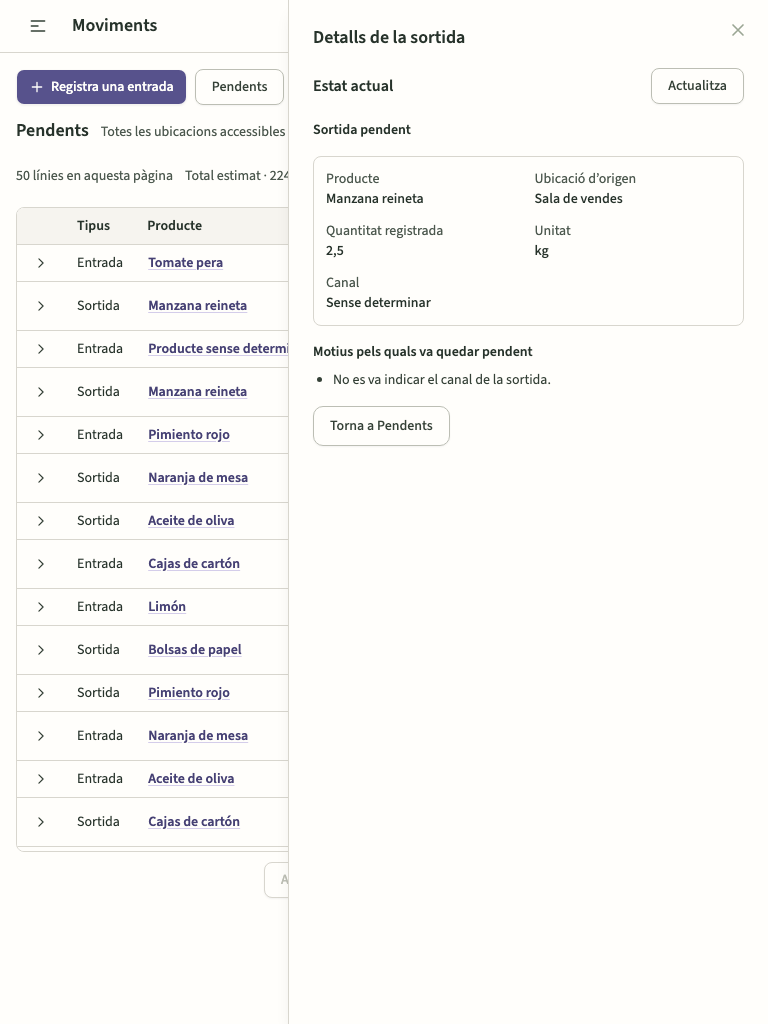 Moviments
Registra una entrada
Pendents
Pendents Totes les ubicacions accessibles
50 línies en aquesta pàgina Total estimat · 224
Tipus Producte
Entrada Tomate pera
Sortida Manzana reineta
Entrada Producte sense determi
Sortida Manzana reineta
Entrada Pimiento rojo
Sortida Naranja de mesa
Sortida Aceite de oliva
Entrada Cajas de cartón
Entrada Limón
Sortida Bolsas de papel
Sortida Pimiento rojo
Entrada Naranja de mesa
Entrada Aceite de oliva
Sortida Cajas de cartón
Detalls de la sortida
Estat actual
Actualitza
Sortida pendent
Producte
Manzana reineta
Ubicació d’origen
Sala de vendes
Quantitat registrada
2,5
Unitat
kg
Canal
Sense determinar
Motius pels quals va quedar pendent
No es va indicar el canal de la sortida.
Torna a Pendents